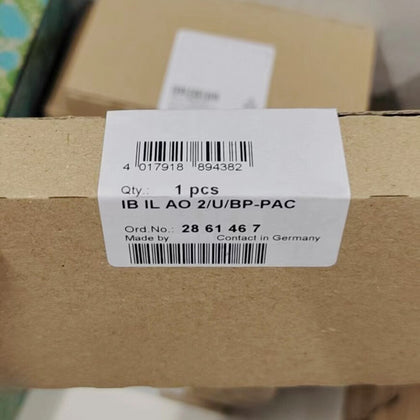 4 017918 894382
Qty.: 1 pcs
IB IL AO 2/U/BP-PAC
Ord.No.: 28 61 46 7
Made by Contact in Germany